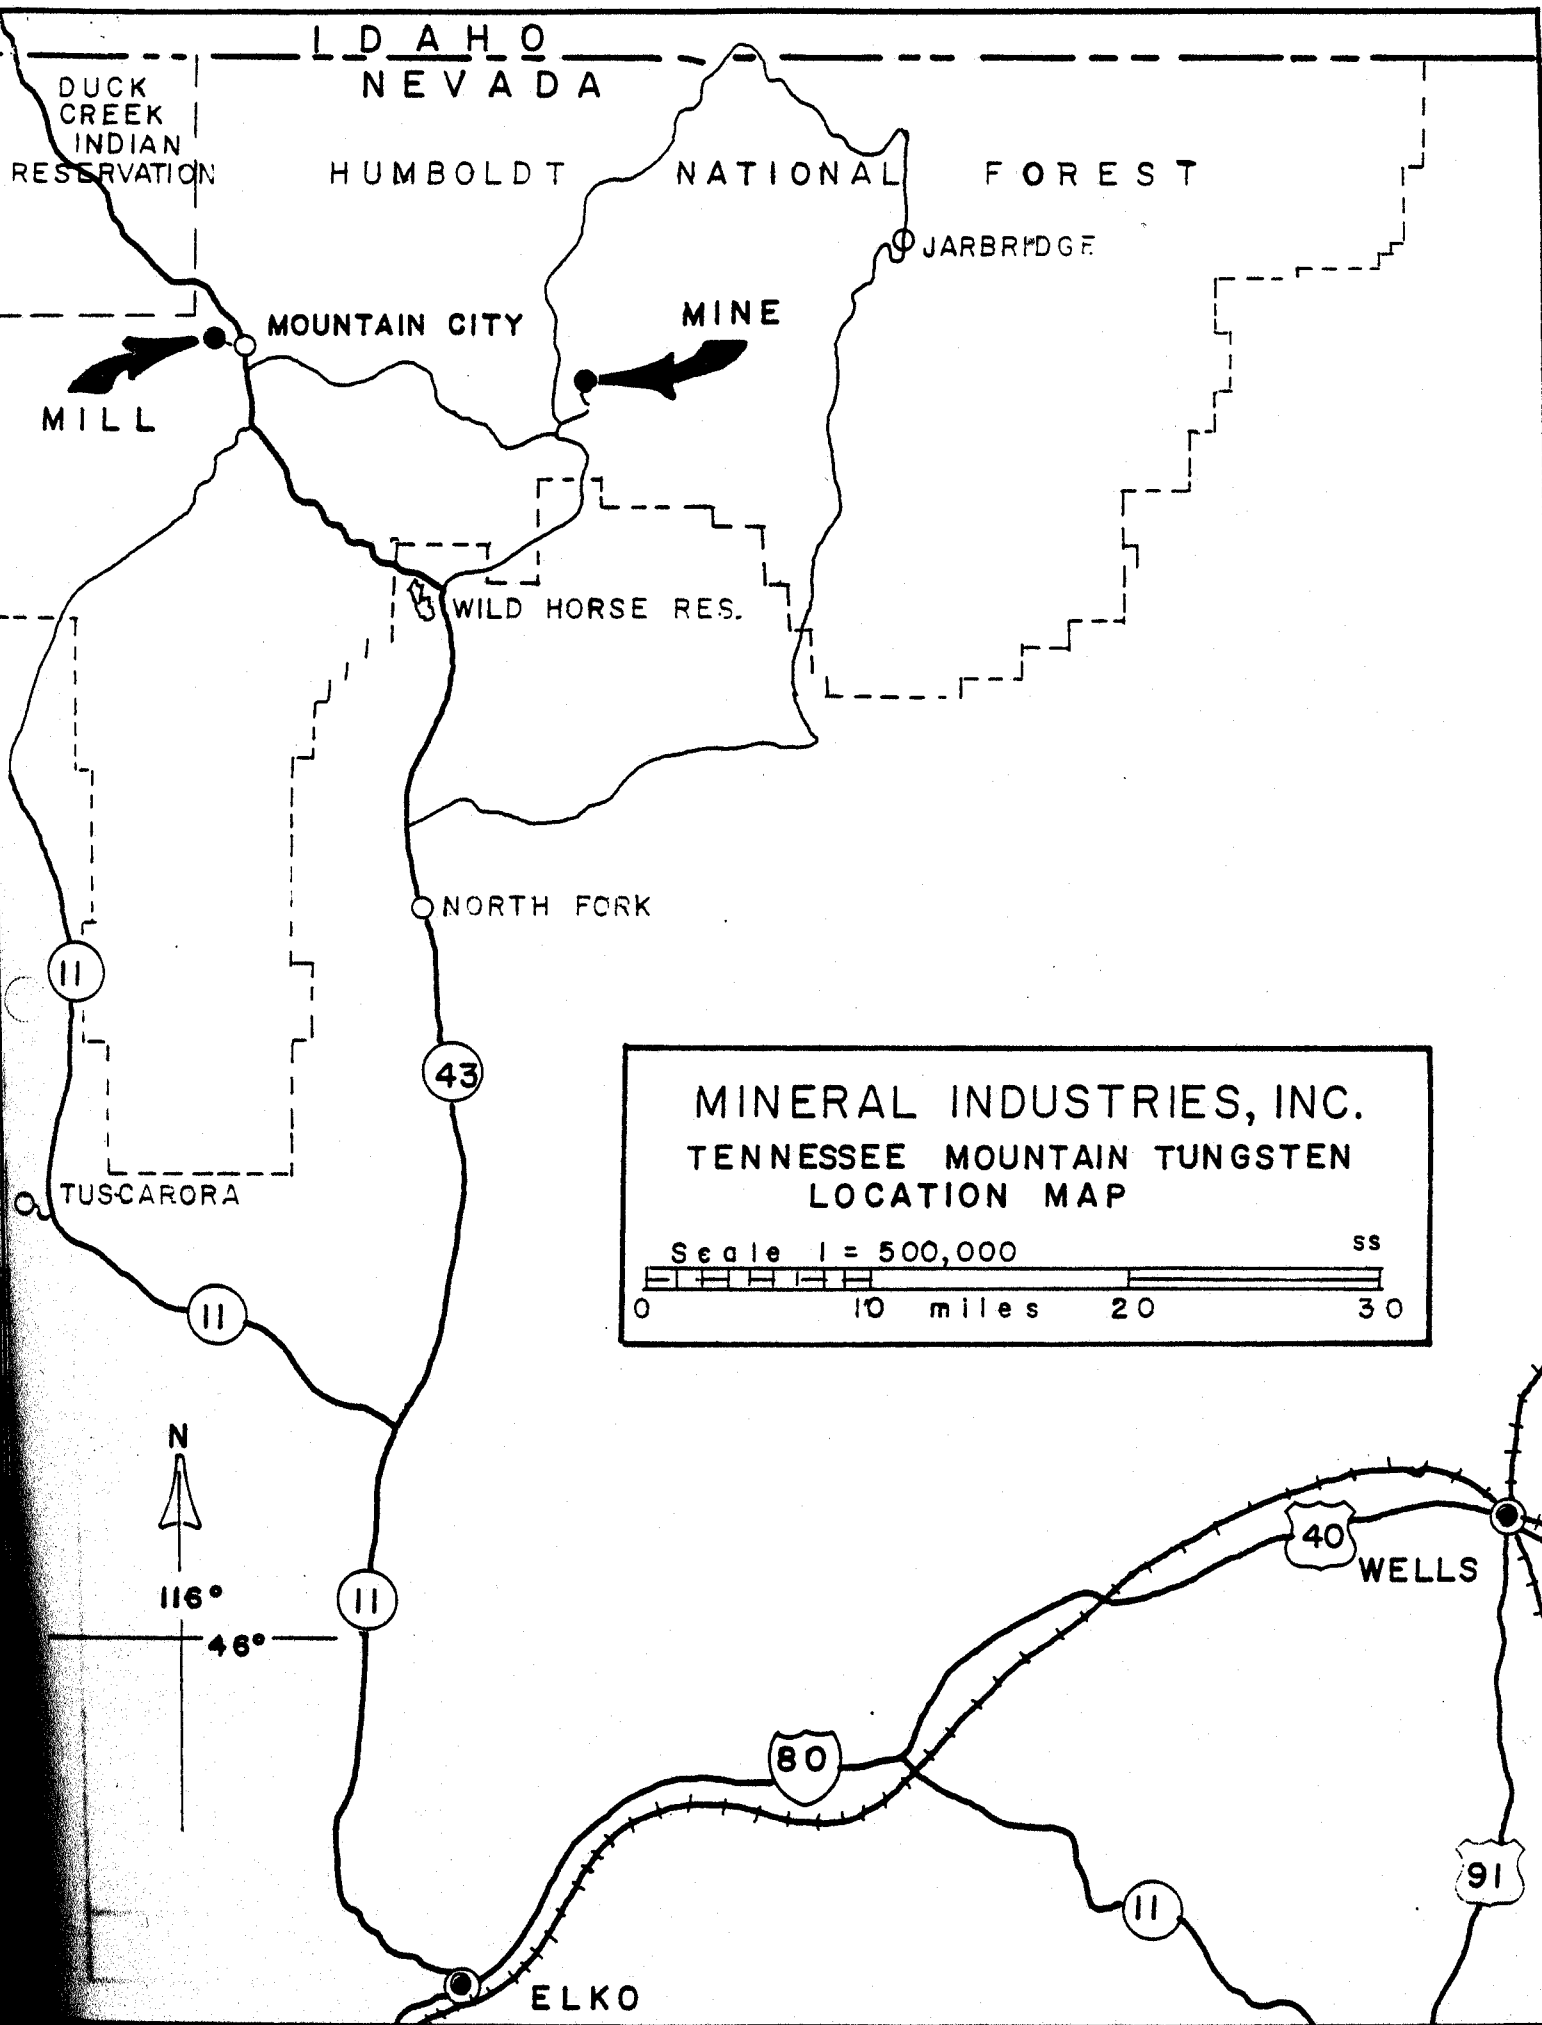 IDAHO
NEVADA
DUCK
CREEK
INDIAN
RESERVATION
HUMBOLDT NATIONAL FOREST
JARBRIDGE
MOUNTAIN CITY
MINE
MILL
WILD HORSE RES.
NORTH FORK
11
43
MINERAL INDUSTRIES, INC.
TENNESSEE MOUNTAIN TUNGSTEN
LOCATION MAP
Scale 1 = 500,000
SS
0 10 miles 20 30
TUSCARORA
11
N
116°
46°
11
40
WELLS
80
91
11
ELKO